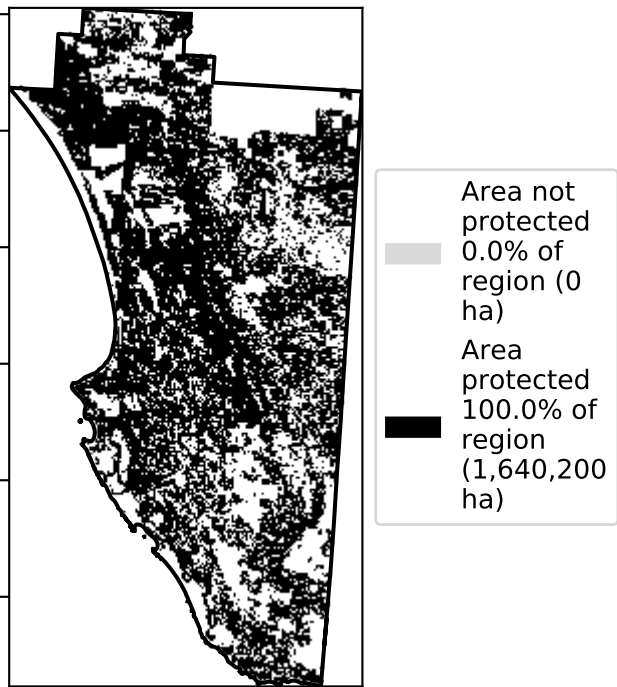 Area not
protected
0.0% of
region (0
ha)
Area
protected
100.0% of
region
(1,640,200
ha)